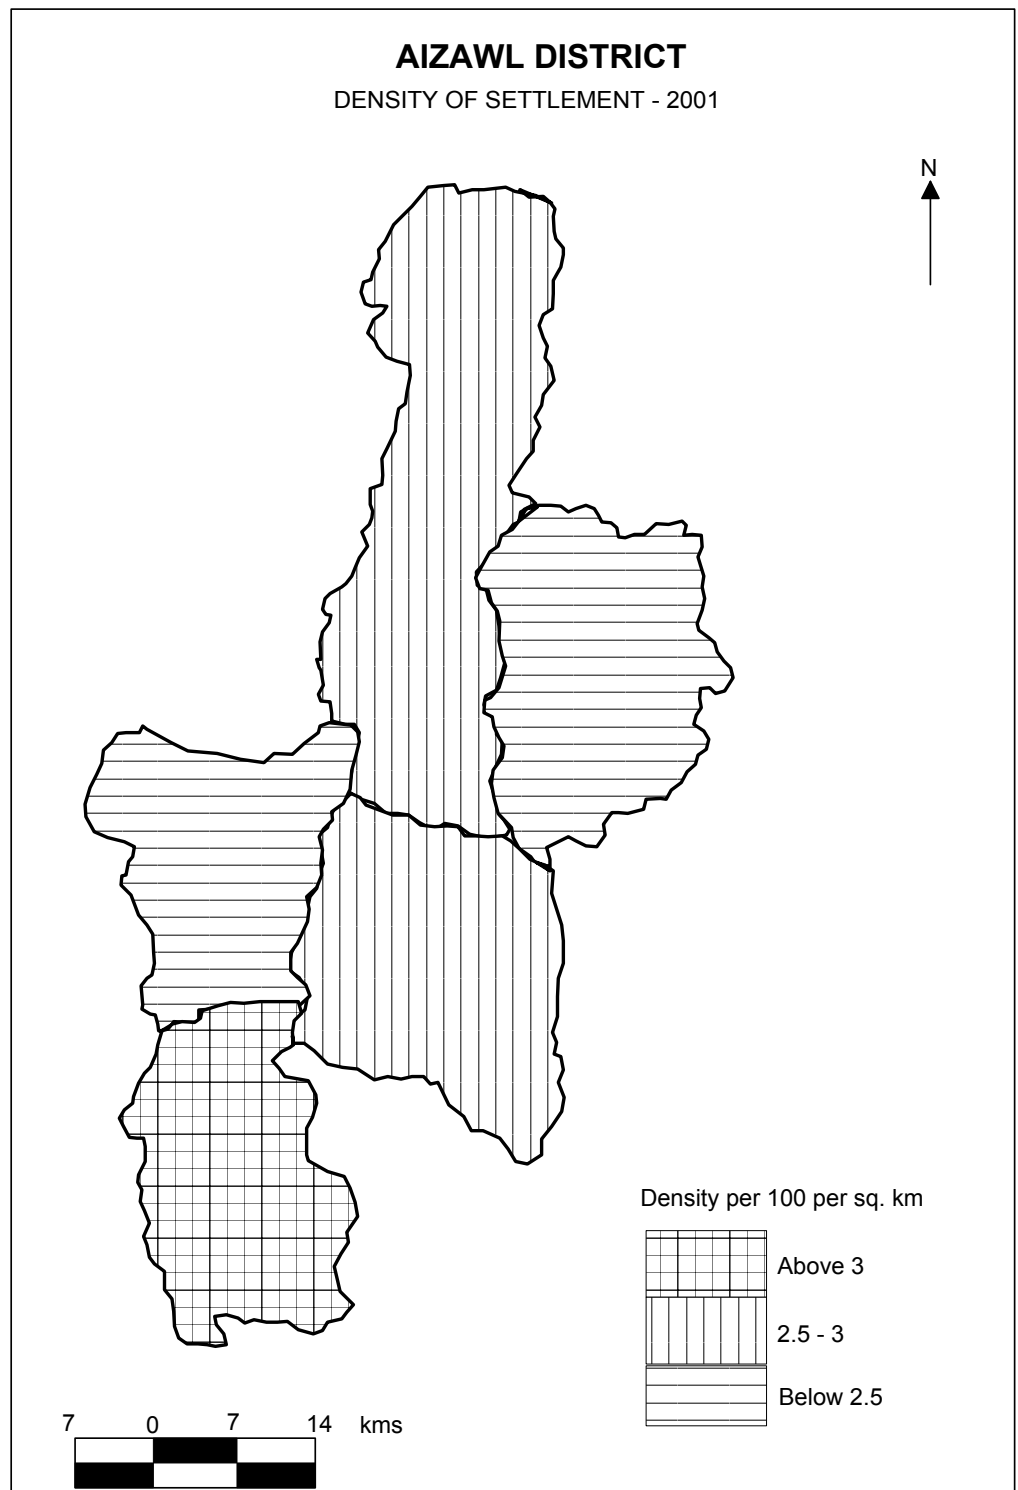 AIZAWL DISTRICT
DENSITY OF SETTLEMENT - 2001
N
Density per 100 per sq. km
Above 3
2.5 - 3
Below 2.5
7 0 7 14 kms